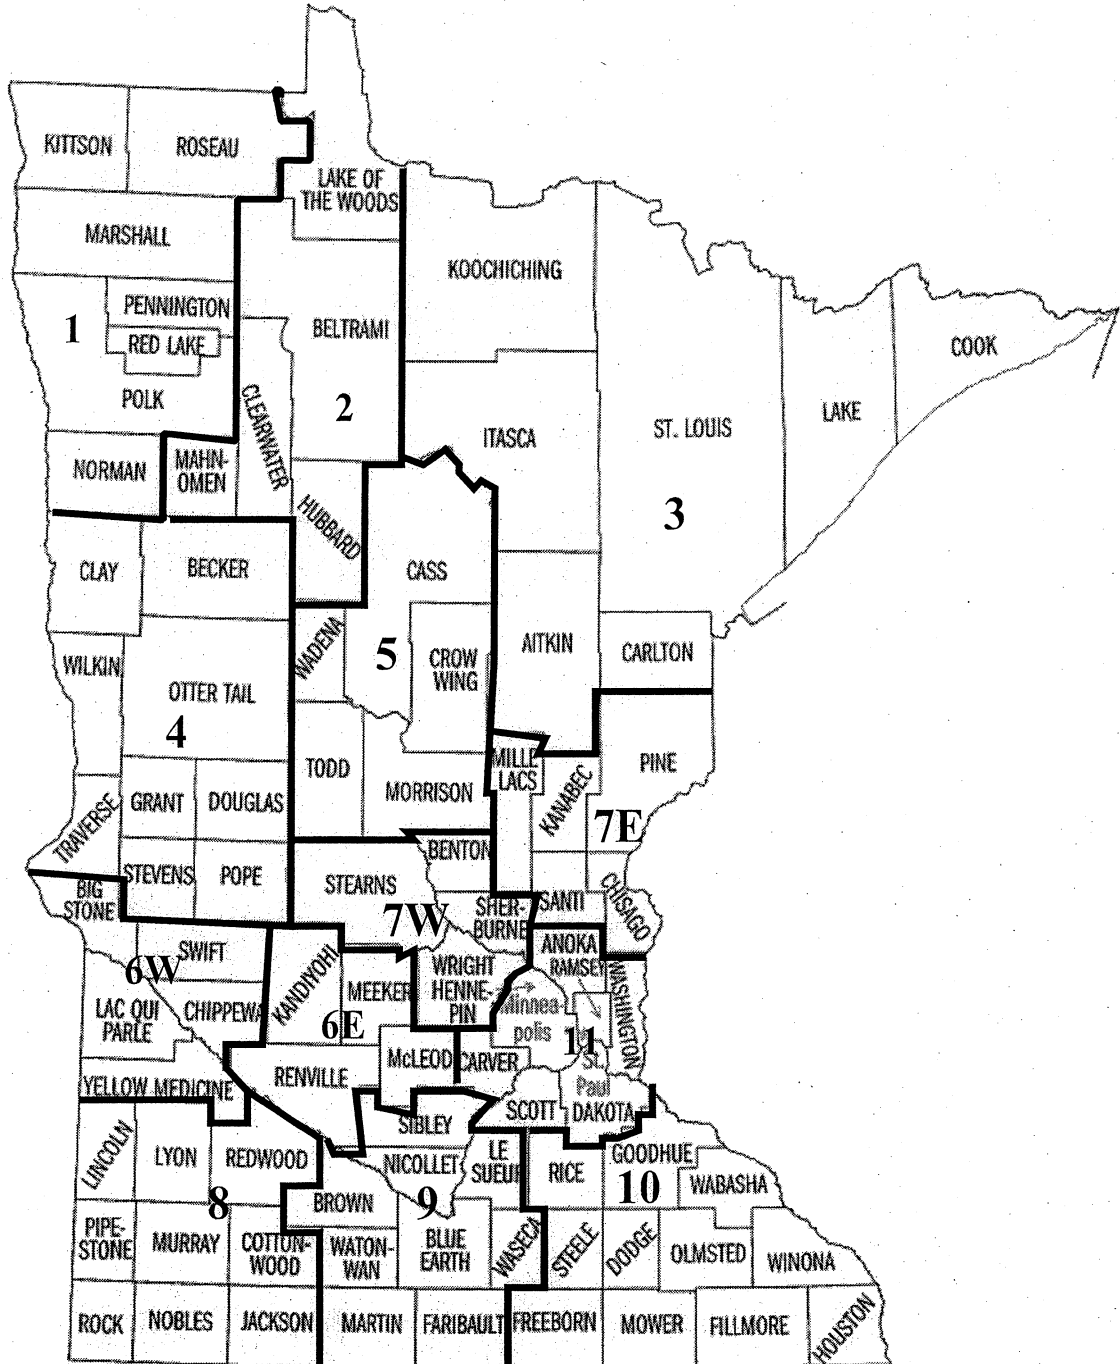 KITTSON
ROSEAU
LAKE OF
THE WOODS
MARSHALL
KOOCHICHING
PENNINGTON
1
RED LAKE
BELTRAMI
COOK
POLK
CLEARWATER
2
LAKE
ST. LOUIS
ITASCA
NORMAN
MAHN-
OMEN
HUBBARD
3
CLAY
BECKER
CASS
WILKIN
WADENA
5
CROW
WING
AITKIN
CARLTON
OTTER TAIL
4
TODD
MORRISON
MILLE
LACS
KANABEC
PINE
GRANT
DOUGLAS
TRAVERSE
7E
STEVENS
POPE
BENTON
BIG
STONE
STEARNS
7W
SHER-
BURNE
SANTI
CHISAGO
SWIFT
6W
KANDIYOHI
ANOKA
RAMSEY
WASHINGTON
WRIGHT
HENNE-
PIN
MEEKER
Minnea-
polis
LAC QUI
PARLE
CHIPPEWA
6E
11
St.
Paul
McLEOD
CARVER
RENVILLE
YELLOW MEDICINE
SCOTT
DAKOTA
SIBLEY
LINCOLN
LYON
REDWOOD
NICOLLET
LE
SUEUR
RICE
GOODHUE
WABASHA
8
BROWN
9
10
PIPE-
STONE
MURRAY
COTTON-
WOOD
WATON-
WAN
BLUE
EARTH
WASECA
STEELE
DODGE
OLMSTED
WINONA
ROCK
NOBLES
JACKSON
MARTIN
FARIBAULT
FREEBORN
MOWER
FILLMORE
HOUSTON